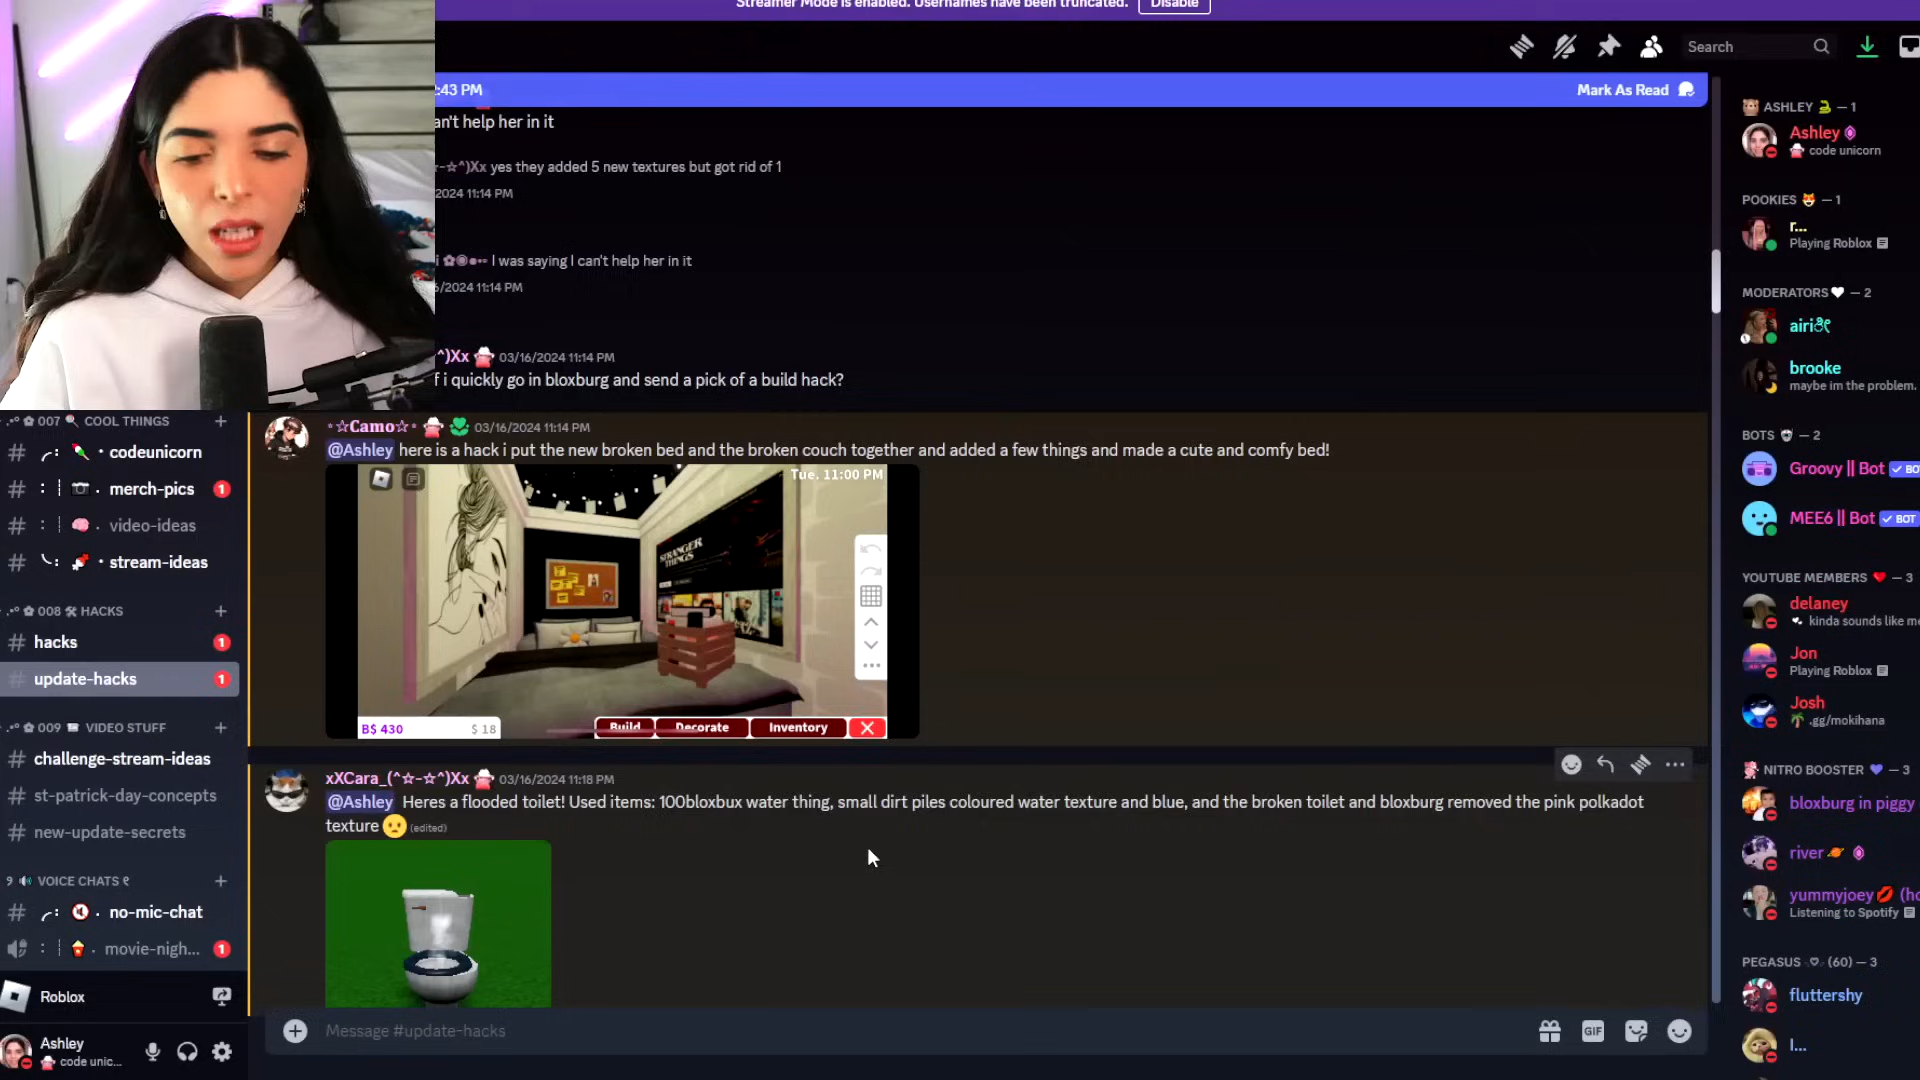 Streamer Mode is enabled. Usernames have been truncated. Disable
Search
:43 PM
Mark As Read
an't help her in it
r-☆^)Xx yes they added 5 new textures but got rid of 1
2024 11:14 PM
i ✿◉●•- I was saying I can't help her in it
/2024 11:14 PM
^)Xx 03/16/2024 11:14 PM
f i quickly go in bloxburg and send a pick of a build hack?
⋆☆Camo☆⋆ 03/16/2024 11:14 PM
@Ashley here is a hack i put the new broken bed and the broken couch together and added a few things and made a cute and comfy bed!
Tue. 11:00 PM
STRANGER
THINGS
B$ 430
$ 18
Build
Decorate
Inventory
xXCara_(^☆-☆^)Xx 03/16/2024 11:18 PM
@Ashley Heres a flooded toilet! Used items: 100bloxbux water thing, small dirt piles coloured water texture and blue, and the broken toilet and bloxburg removed the pink polkadot
texture 😕 (edited)
Message #update-hacks
GIF
007 🔍 COOL THINGS
codeunicorn
merch-pics 1
video-ideas
stream-ideas
008 🛠 HACKS
hacks 1
update-hacks 1
009 VIDEO STUFF
challenge-stream-ideas
st-patrick-day-concepts
new-update-secrets
9 🔊 VOICE CHATS
no-mic-chat
movie-nigh... 1
Roblox
Ashley
code unic...
ASHLEY 🐍 — 1
Ashley
code unicorn
POOKIES 😻 — 1
r...
Playing Roblox
MODERATORS 🤍 — 2
airi
brooke
maybe im the problem.
BOTS — 2
Groovy || Bot ✓ BO
MEE6 || Bot ✓ BOT
YOUTUBE MEMBERS ❤ — 3
delaney
kinda sounds like me
Jon
Playing Roblox
Josh
🌴 .gg/mokihana
NITRO BOOSTER 💜 — 3
bloxburg in piggy
river 🪐
yummyjoey 💋 (ho
Listening to Spotify
PEGASUS (60) — 3
fluttershy
l...